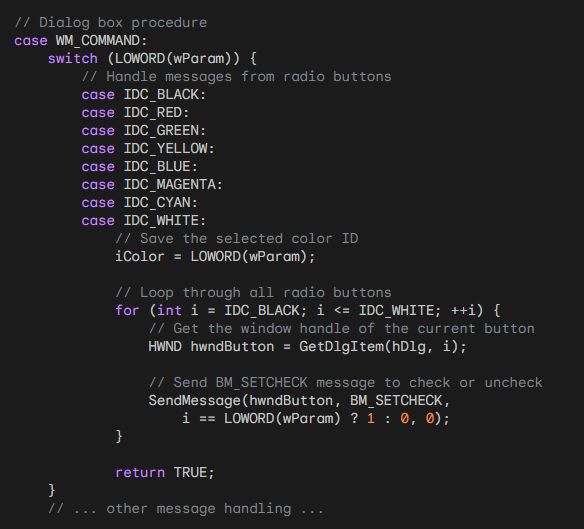 // Dialog box procedure
case WM_COMMAND:
    switch (LOWORD(wParam)) {
        // Handle messages from radio buttons
        case IDC_BLACK:
        case IDC_RED:
        case IDC_GREEN:
        case IDC_YELLOW:
        case IDC_BLUE:
        case IDC_MAGENTA:
        case IDC_CYAN:
        case IDC_WHITE:
            // Save the selected color ID
            iColor = LOWORD(wParam);

            // Loop through all radio buttons
            for (int i = IDC_BLACK; i <= IDC_WHITE; ++i) {
                // Get the window handle of the current button
                HWND hwndButton = GetDlgItem(hDlg, i);

                // Send BM_SETCHECK message to check or uncheck
                SendMessage(hwndButton, BM_SETCHECK,
                    i == LOWORD(wParam) ? 1 : 0, 0);
            }

            return TRUE;
    }
    // ... other message handling ...